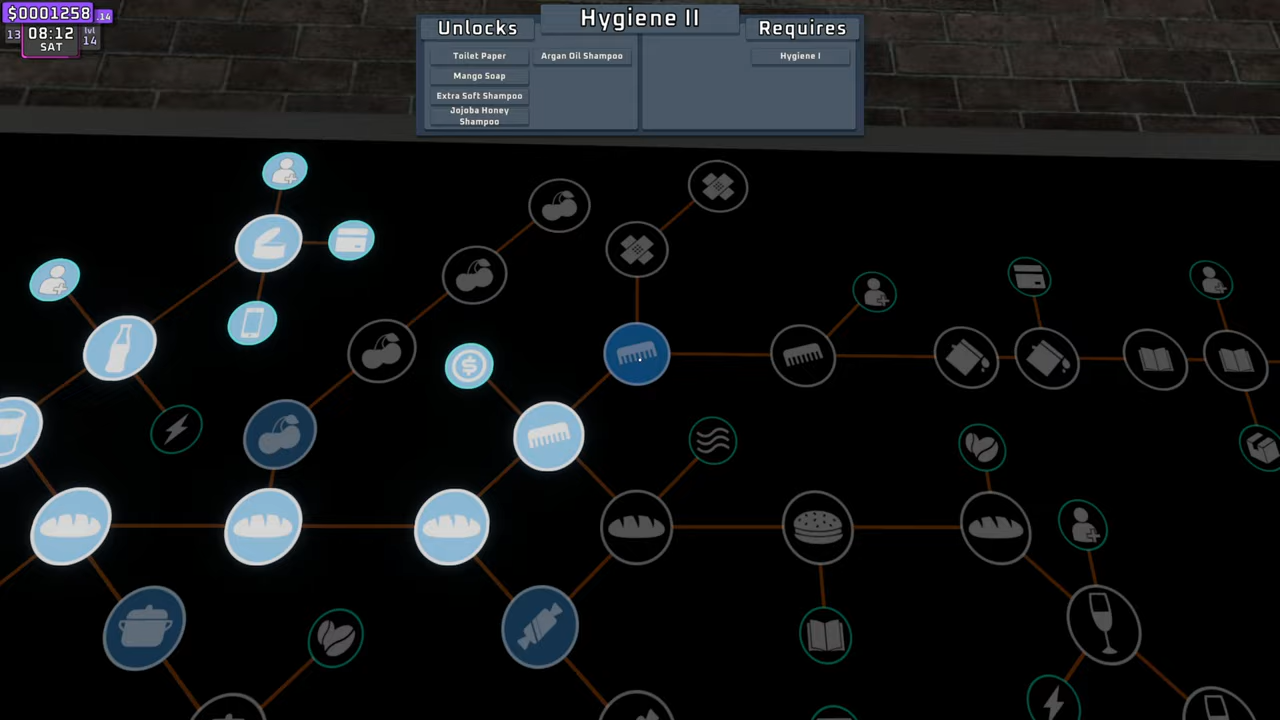 $0001258
.14
13
08:12
SAT
lvl
14
Unlocks
Hygiene II
Requires
Toilet Paper
Argan Oil Shampoo
Mango Soap
Extra Soft Shampoo
Jojoba Honey
Shampoo
Hygiene I
$